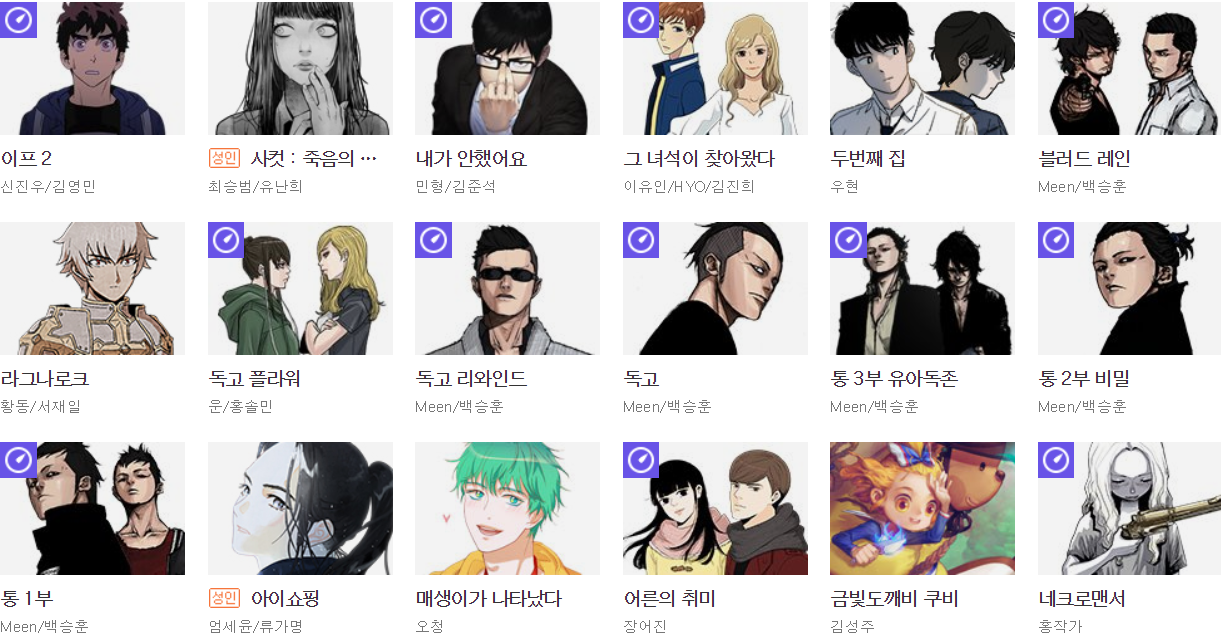 이프 2
신진우/김영민
성인 사컷 : 죽음의 …
최승범/유난희
내가 안했어요
민형/김준석
그 녀석이 찾아왔다
이유인/HYO/김진희
두번째 집
우현
블러드 레인
Meen/백승훈
라그나로크
황동/서재일
독고 플라워
운/홍솔민
독고 리와인드
Meen/백승훈
독고
Meen/백승훈
통 3부 유아독존
Meen/백승훈
통 2부 비밀
Meen/백승훈
통 1부
Meen/백승훈
성인 아이쇼핑
엄세윤/류가명
매생이가 나타났다
오청
어른의 취미
장어진
금빛도깨비 쿠비
김성주
네크로맨서
홍작가